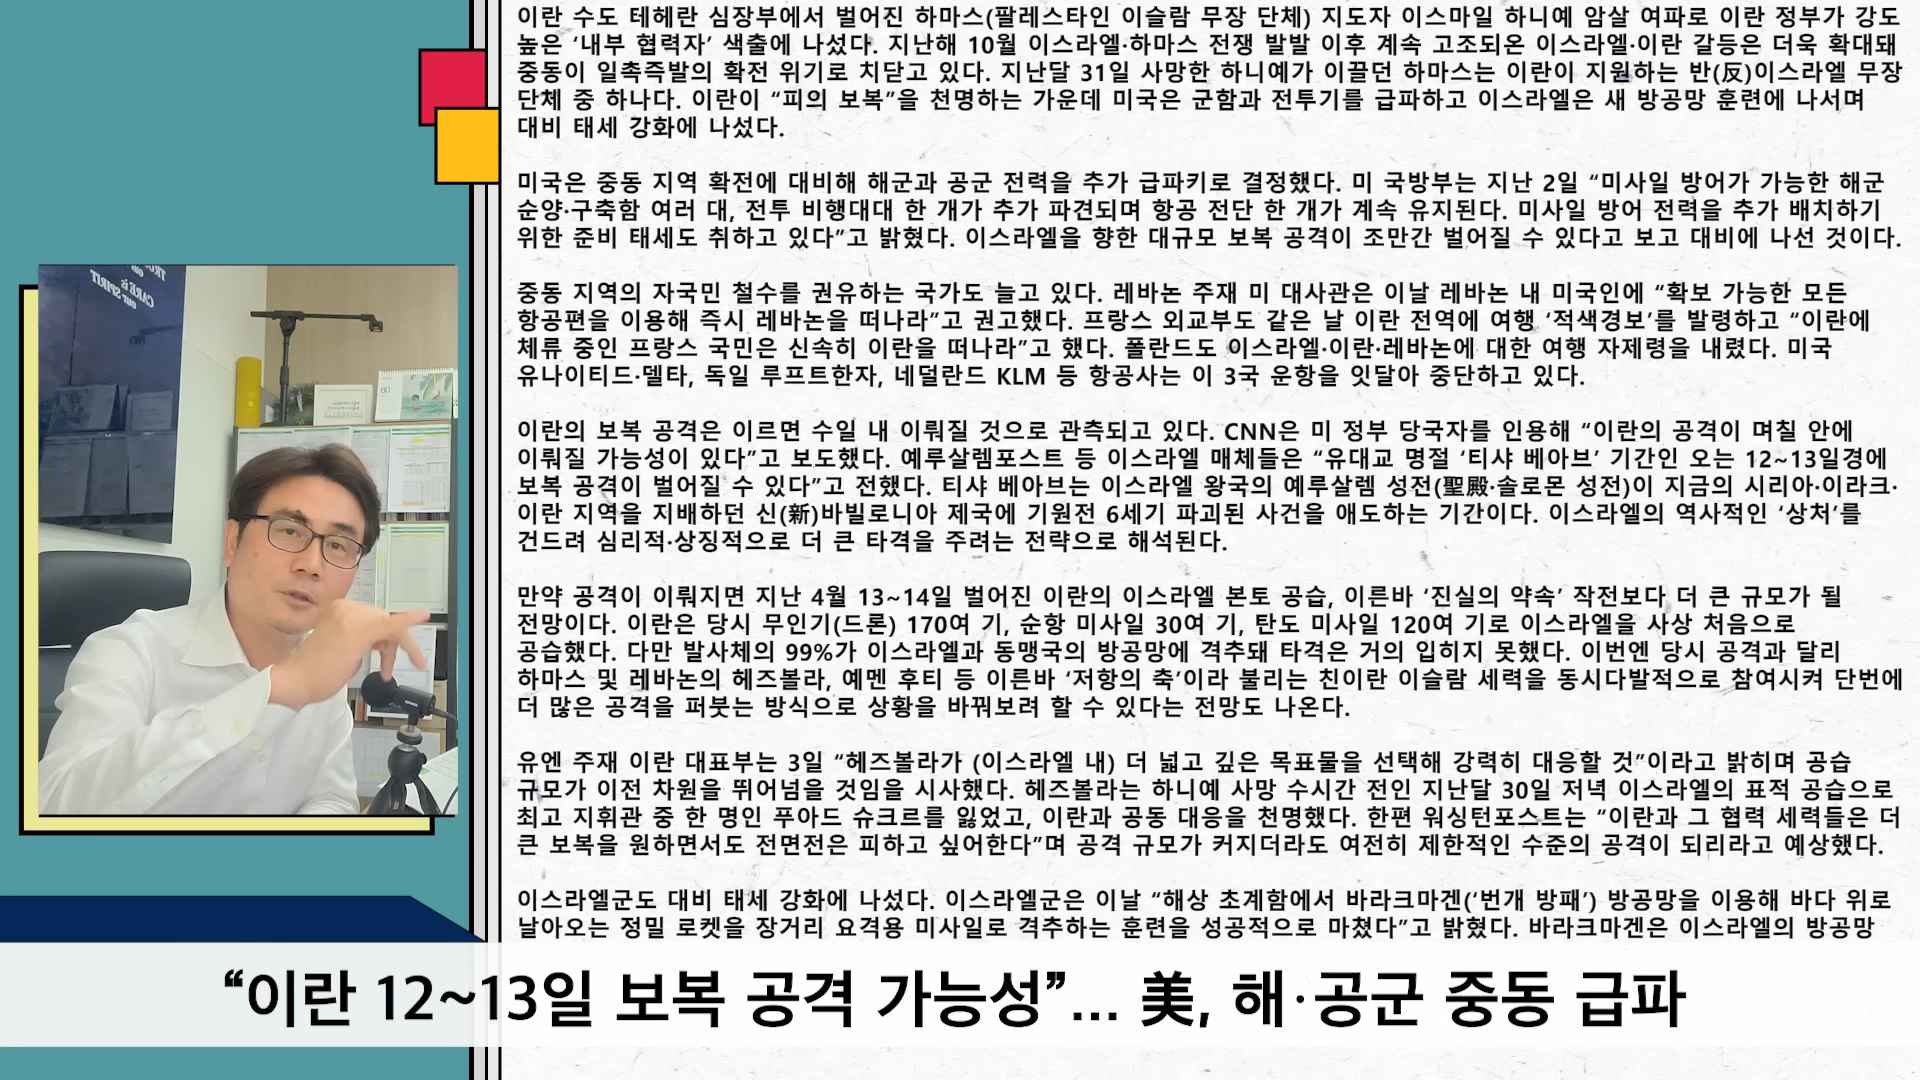 이란 수도 테헤란 심장부에서 벌어진 하마스(팔레스타인 이슬람 무장 단체) 지도자 이스마일 하니예 암살 여파로 이란 정부가 강도
높은 ‘내부 협력자’ 색출에 나섰다. 지난해 10월 이스라엘·하마스 전쟁 발발 이후 계속 고조되온 이스라엘·이란 갈등은 더욱 확대돼
중동이 일촉즉발의 확전 위기로 치닫고 있다. 지난달 31일 사망한 하니예가 이끌던 하마스는 이란이 지원하는 반(反)이스라엘 무장
단체 중 하나다. 이란이 “피의 보복”을 천명하는 가운데 미국은 군함과 전투기를 급파하고 이스라엘은 새 방공망 훈련에 나서며
대비 태세 강화에 나섰다.
미국은 중동 지역 확전에 대비해 해군과 공군 전력을 추가 급파키로 결정했다. 미 국방부는 지난 2일 “미사일 방어가 가능한 해군
순양·구축함 여러 대, 전투 비행대대 한 개가 추가 파견되며 항공 전단 한 개가 계속 유지된다. 미사일 방어 전력을 추가 배치하기
위한 준비 태세도 취하고 있다”고 밝혔다. 이스라엘을 향한 대규모 보복 공격이 조만간 벌어질 수 있다고 보고 대비에 나선 것이다.
중동 지역의 자국민 철수를 권유하는 국가도 늘고 있다. 레바논 주재 미 대사관은 이날 레바논 내 미국인에 “확보 가능한 모든
항공편을 이용해 즉시 레바논을 떠나라”고 권고했다. 프랑스 외교부도 같은 날 이란 전역에 여행 ‘적색경보’를 발령하고 “이란에
체류 중인 프랑스 국민은 신속히 이란을 떠나라”고 했다. 폴란드도 이스라엘·이란·레바논에 대한 여행 자제령을 내렸다. 미국
유나이티드·델타, 독일 루프트한자, 네덜란드 KLM 등 항공사는 이 3국 운항을 잇달아 중단하고 있다.
이란의 보복 공격은 이르면 수일 내 이뤄질 것으로 관측되고 있다. CNN은 미 정부 당국자를 인용해 “이란의 공격이 며칠 안에
이뤄질 가능성이 있다”고 보도했다. 예루살렘포스트 등 이스라엘 매체들은 “유대교 명절 ‘티샤 베아브’ 기간인 오는 12~13일경에
보복 공격이 벌어질 수 있다”고 전했다. 티샤 베아브는 이스라엘 왕국의 예루살렘 성전(聖殿·솔로몬 성전)이 지금의 시리아·이라크·
이란 지역을 지배하던 신(新)바빌로니아 제국에 기원전 6세기 파괴된 사건을 애도하는 기간이다. 이스라엘의 역사적인 ‘상처’를
건드려 심리적·상징적으로 더 큰 타격을 주려는 전략으로 해석된다.
만약 공격이 이뤄지면 지난 4월 13~14일 벌어진 이란의 이스라엘 본토 공습, 이른바 ‘진실의 약속’ 작전보다 더 큰 규모가 될
전망이다. 이란은 당시 무인기(드론) 170여 기, 순항 미사일 30여 기, 탄도 미사일 120여 기로 이스라엘을 사상 처음으로
공습했다. 다만 발사체의 99%가 이스라엘과 동맹국의 방공망에 격추돼 타격은 거의 입히지 못했다. 이번엔 당시 공격과 달리
하마스 및 레바논의 헤즈볼라, 예멘 후티 등 이른바 ‘저항의 축’이라 불리는 친이란 이슬람 세력을 동시다발적으로 참여시켜 단번에
더 많은 공격을 퍼붓는 방식으로 상황을 바꿔보려 할 수 있다는 전망도 나온다.
유엔 주재 이란 대표부는 3일 “헤즈볼라가 (이스라엘 내) 더 넓고 깊은 목표물을 선택해 강력히 대응할 것”이라고 밝히며 공습
규모가 이전 차원을 뛰어넘을 것임을 시사했다. 헤즈볼라는 하니예 사망 수시간 전인 지난달 30일 저녁 이스라엘의 표적 공습으로
최고 지휘관 중 한 명인 푸아드 슈크르를 잃었고, 이란과 공동 대응을 천명했다. 한편 워싱턴포스트는 “이란과 그 협력 세력들은 더
큰 보복을 원하면서도 전면전은 피하고 싶어한다”며 공격 규모가 커지더라도 여전히 제한적인 수준의 공격이 되리라고 예상했다.
이스라엘군도 대비 태세 강화에 나섰다. 이스라엘군은 이날 “해상 초계함에서 바라크마겐(‘번개 방패’) 방공망을 이용해 바다 위로
날아오는 정밀 로켓을 장거리 요격용 미사일로 격추하는 훈련을 성공적으로 마쳤다”고 밝혔다. 바라크마겐은 이스라엘의 방공망
CARE is
our SPIRIT
“이란 12~13일 보복 공격 가능성”... 美, 해·공군 중동 급파